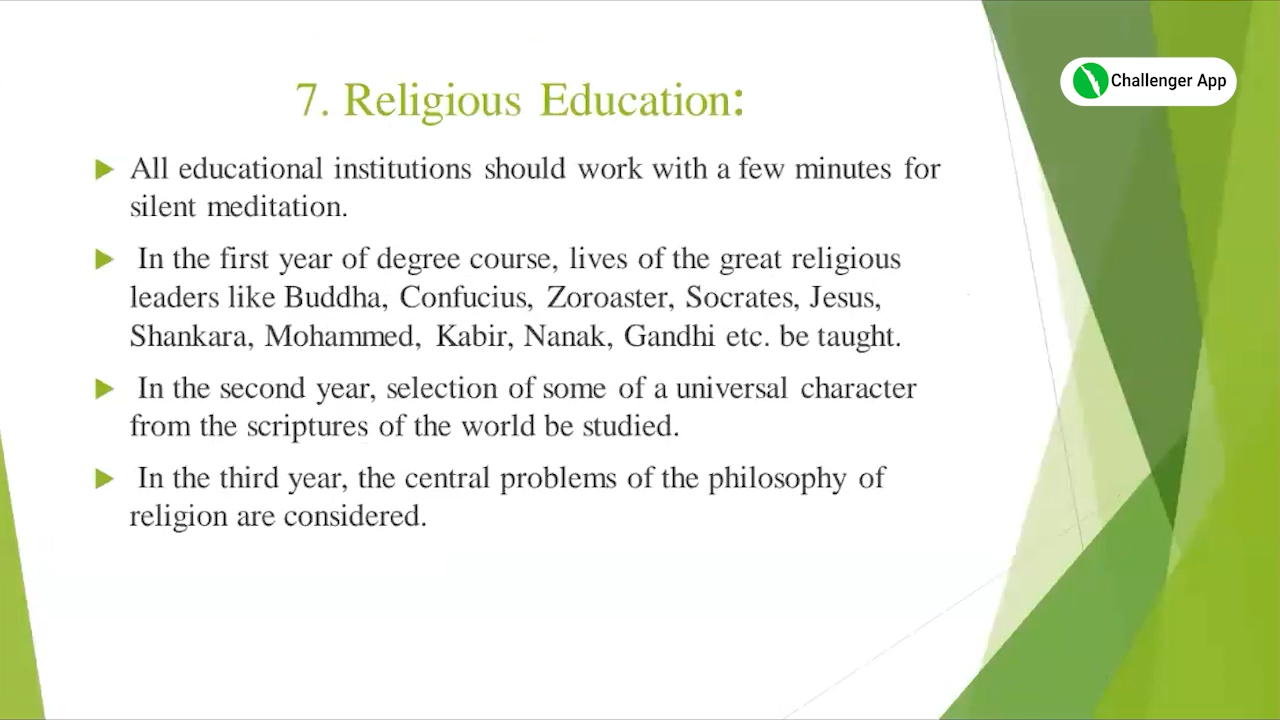 Challenger App
7. Religious Education:
All educational institutions should work with a few minutes for
silent meditation.
In the first year of degree course, lives of the great religious
leaders like Buddha, Confucius, Zoroaster, Socrates, Jesus,
Shankara, Mohammed, Kabir, Nanak, Gandhi etc. be taught.
In the second year, selection of some of a universal character
from the scriptures of the world be studied.
In the third year, the central problems of the philosophy of
religion are considered.